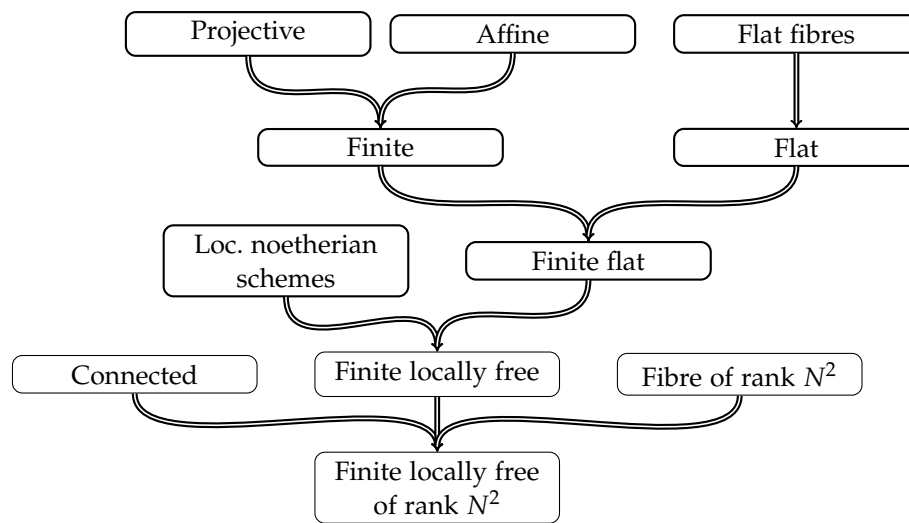 Projective
Affine
Flat fibres
Finite
Flat
Loc. noetherian
schemes
Finite flat
Connected
Finite locally free
Fibre of rank N²
Finite locally free
of rank N²